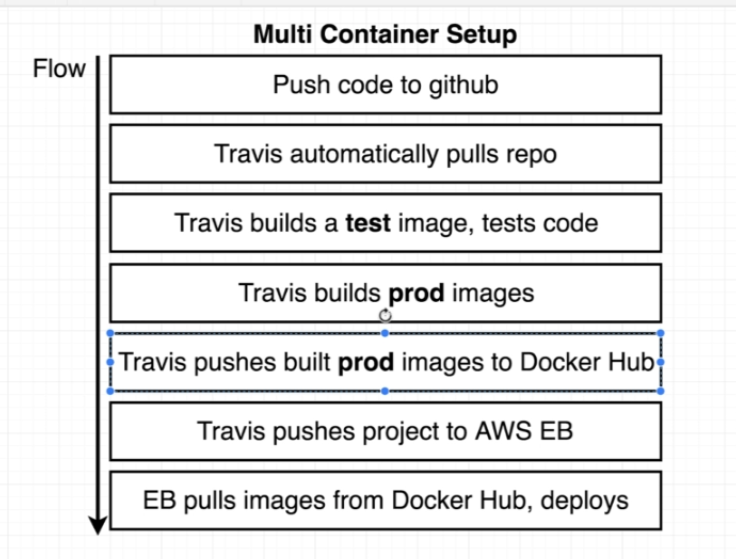 Multi Container Setup
Flow
Push code to github
Travis automatically pulls repo
Travis builds a test image, tests code
Travis builds prod images
Travis pushes built prod images to Docker Hub
Travis pushes project to AWS EB
EB pulls images from Docker Hub, deploys